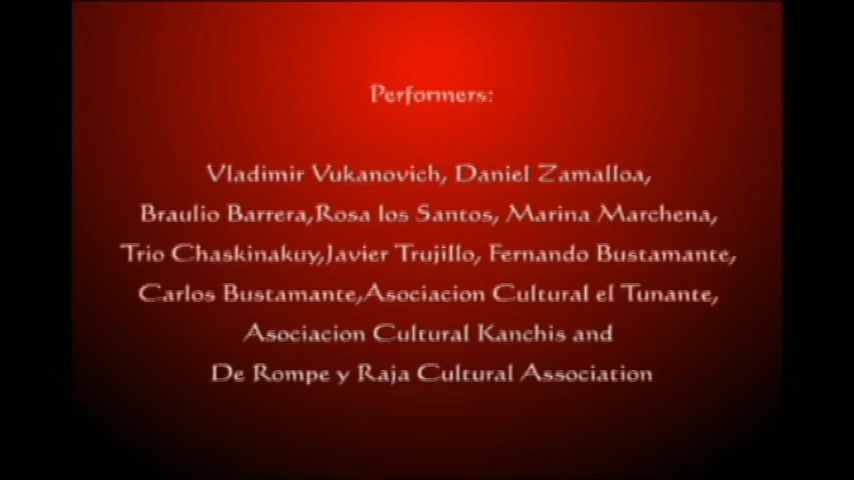 Performers:
Vladimir Vukanovich, Daniel Zamalloa,
Braulio Barrera,Rosa los Santos, Marina Marchena,
Trio Chaskinakuy,Javier Trujillo, Fernando Bustamante,
Carlos Bustamante,Asociacion Cultural el Tunante,
Asociacion Cultural Kanchis and
De Rompe y Raja Cultural Association